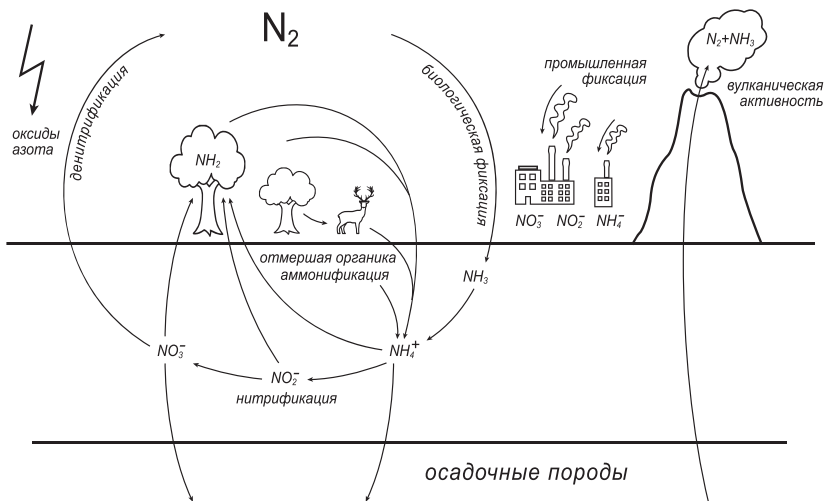 N₂
N₂+NH₃
промышленная
фиксация
вулканическая
активность
оксиды
азота
денитрификация
биологическая фиксация
NH₂
NO₃⁻
NO₂⁻
NH₄⁻
отмершая органика
аммонификация
NH₃
NO₃⁻
NH₄⁺
NO₂⁻
нитрификация
осадочные породы